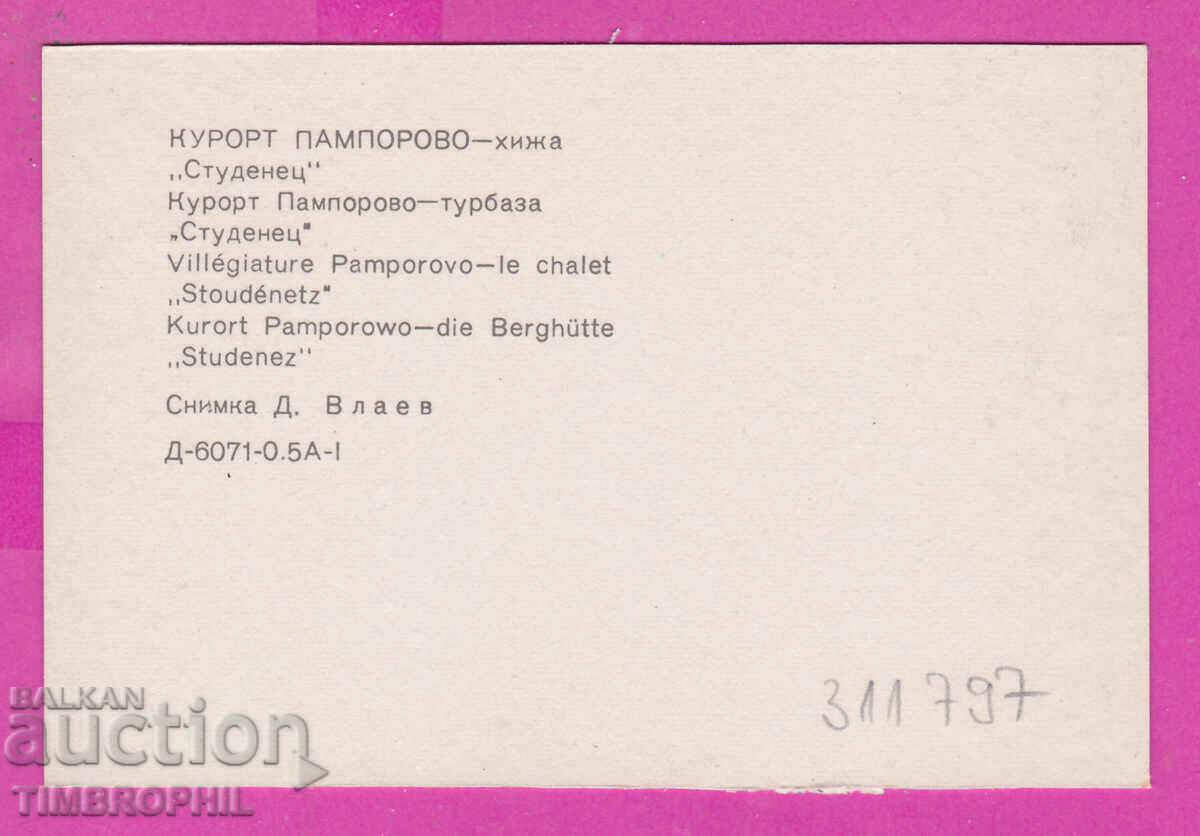 КУРОРТ ПАМПОРОВО—хижа
„Студенец"
Курорт Пампорово—турбаза
„Студенец"
Villégiature Pamporovo—le chalet
„Stoudénetz"
Kurort Pamporowo—die Berghütte
„Studenez"
Снимка Д. Влаев
Д-6071-0.5А-I
311797
BALKAN
auction
TIMBROPHIL